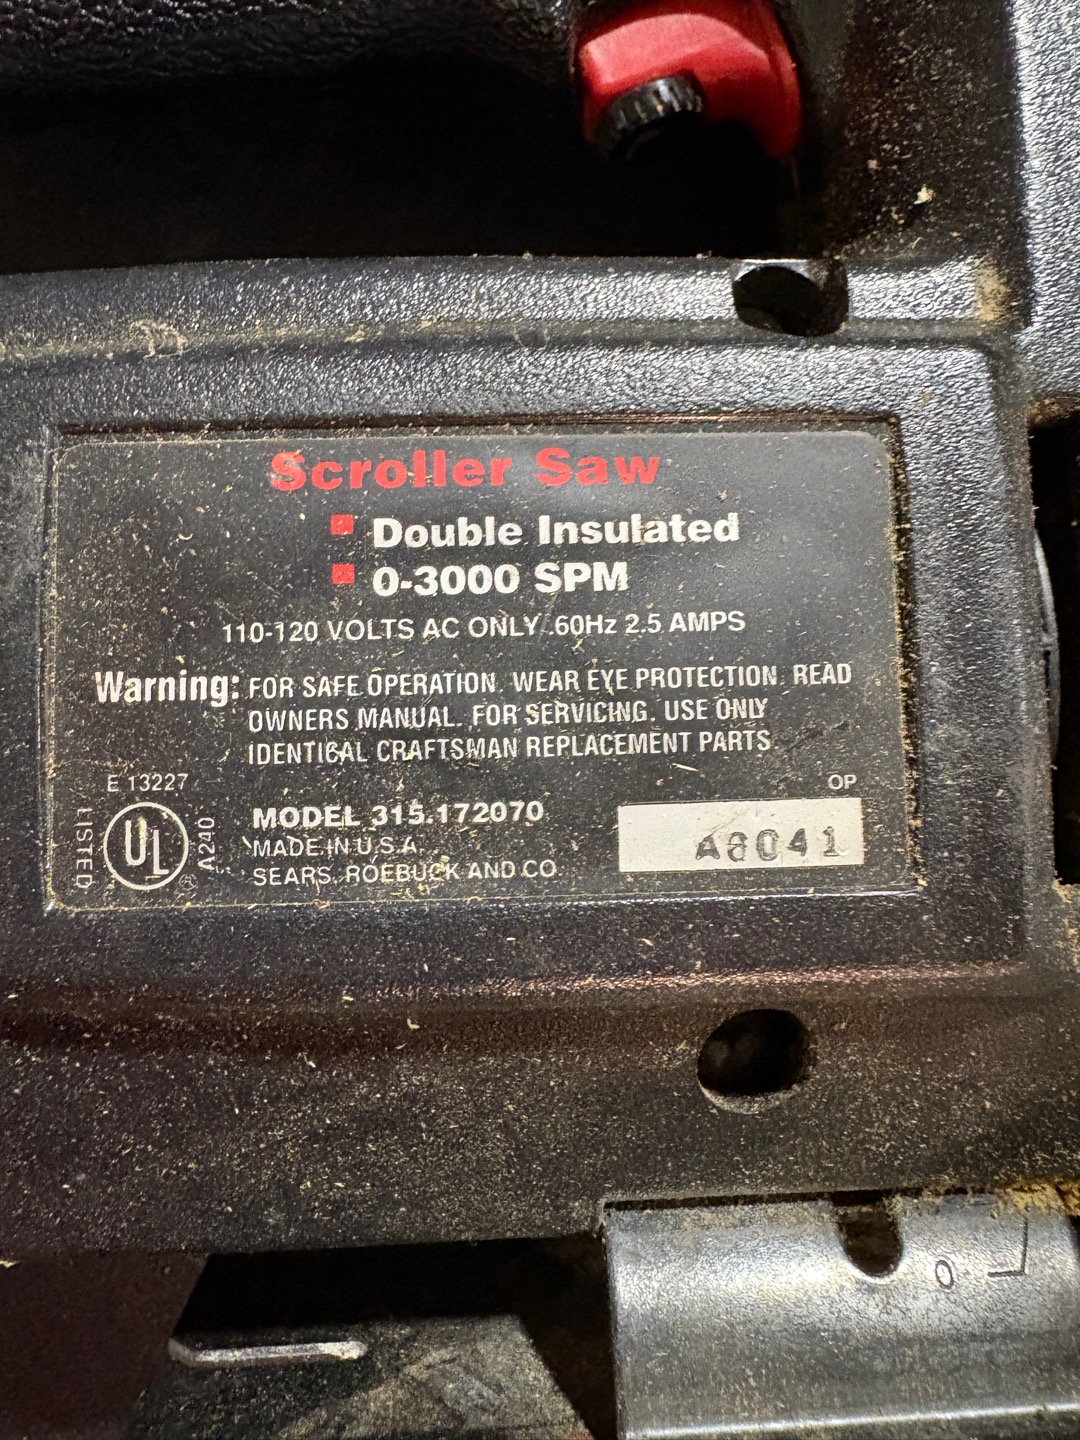 Scroller Saw
Double Insulated
0-3000 SPM
110-120 VOLTS AC ONLY .60Hz 2.5 AMPS
Warning: FOR SAFE OPERATION. WEAR EYE PROTECTION. READ
OWNERS MANUAL. FOR SERVICING. USE ONLY
IDENTICAL CRAFTSMAN REPLACEMENT PARTS
E 13227
LISTED
UL
A240
MODEL 315.172070
MADE IN U.S.A.
SEARS, ROEBUCK AND CO.
OP
A8041
0